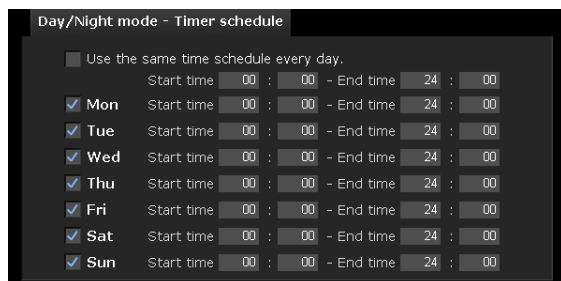 Day/Night mode - Timer schedule
Use the same time schedule every day.
Start time 00 : 00 - End time 24 : 00
Mon Start time 00 : 00 - End time 24 : 00
Tue Start time 00 : 00 - End time 24 : 00
Wed Start time 00 : 00 - End time 24 : 00
Thu Start time 00 : 00 - End time 24 : 00
Fri Start time 00 : 00 - End time 24 : 00
Sat Start time 00 : 00 - End time 24 : 00
Sun Start time 00 : 00 - End time 24 : 00